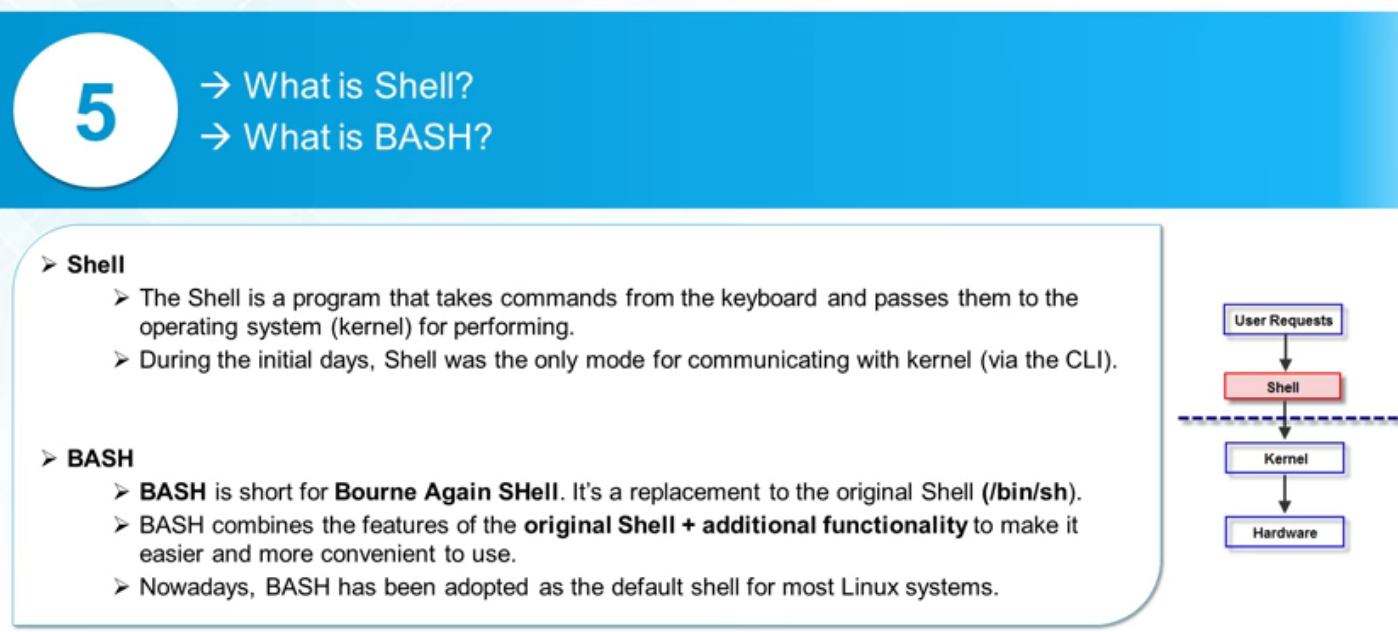 5
→ What is Shell?
→ What is BASH?
➢ Shell
➢ The Shell is a program that takes commands from the keyboard and passes them to the
operating system (kernel) for performing.
➢ During the initial days, Shell was the only mode for communicating with kernel (via the CLI).
➢ BASH
➢ BASH is short for Bourne Again SHell. It’s a replacement to the original Shell (/bin/sh).
➢ BASH combines the features of the original Shell + additional functionality to make it
easier and more convenient to use.
➢ Nowadays, BASH has been adopted as the default shell for most Linux systems.
User Requests
Shell
Kernel
Hardware